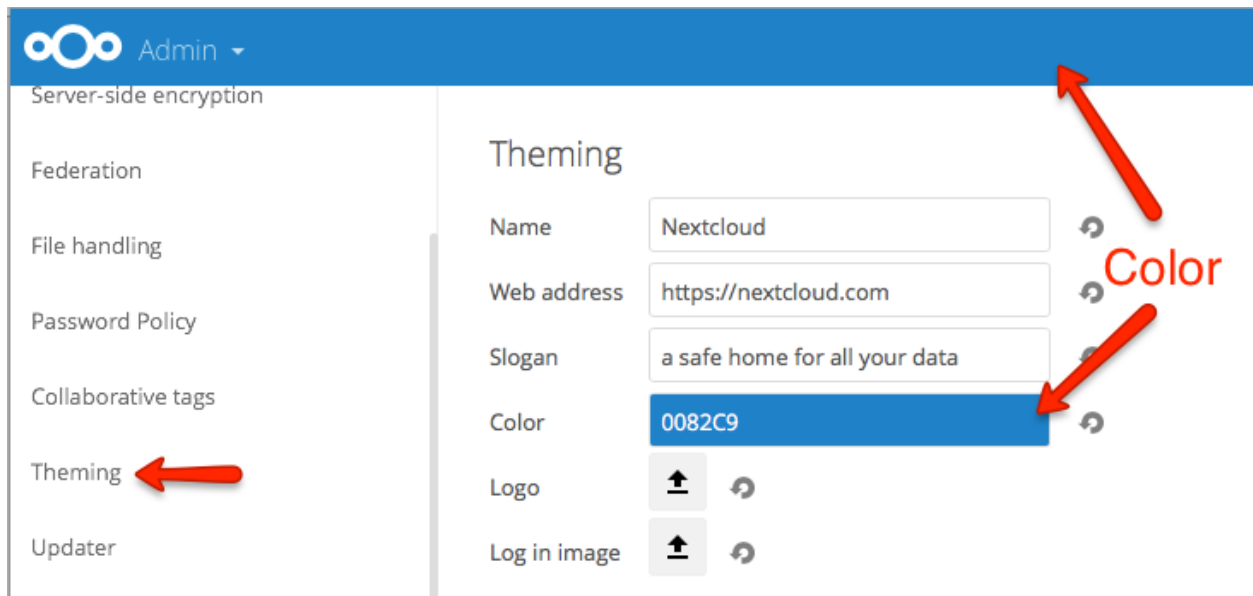 Admin
Server-side encryption
Federation
File handling
Password Policy
Collaborative tags
Theming
Updater
Theming
Name Nextcloud
Web address https://nextcloud.com
Slogan a safe home for all your data
Color 0082C9
Logo
Log in image
Color